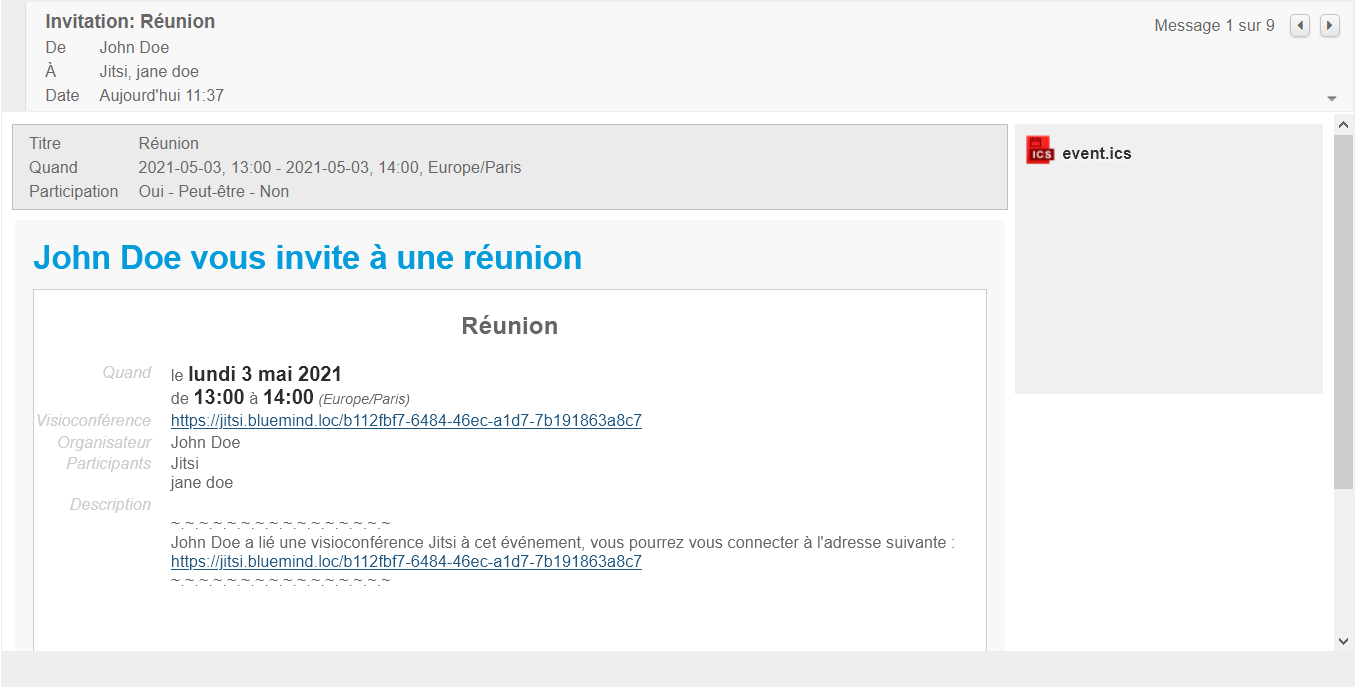 Invitation: Réunion
Message 1 sur 9
De John Doe
À Jitsi, jane doe
Date Aujourd'hui 11:37
Titre Réunion
Quand 2021-05-03, 13:00 - 2021-05-03, 14:00, Europe/Paris
Participation Oui - Peut-être - Non
ICS event.ics
John Doe vous invite à une réunion
Réunion
Quand le lundi 3 mai 2021
de 13:00 à 14:00 (Europe/Paris)
Visioconférence https://jitsi.bluemind.loc/b112fbf7-6484-46ec-a1d7-7b191863a8c7
Organisateur John Doe
Participants Jitsi
jane doe
Description
~.~.~.~.~.~.~.~.~.~.~.~.~.~.~.~
John Doe a lié une visioconférence Jitsi à cet événement, vous pourrez vous connecter à l'adresse suivante :
https://jitsi.bluemind.loc/b112fbf7-6484-46ec-a1d7-7b191863a8c7
~.~.~.~.~.~.~.~.~.~.~.~.~.~.~.~